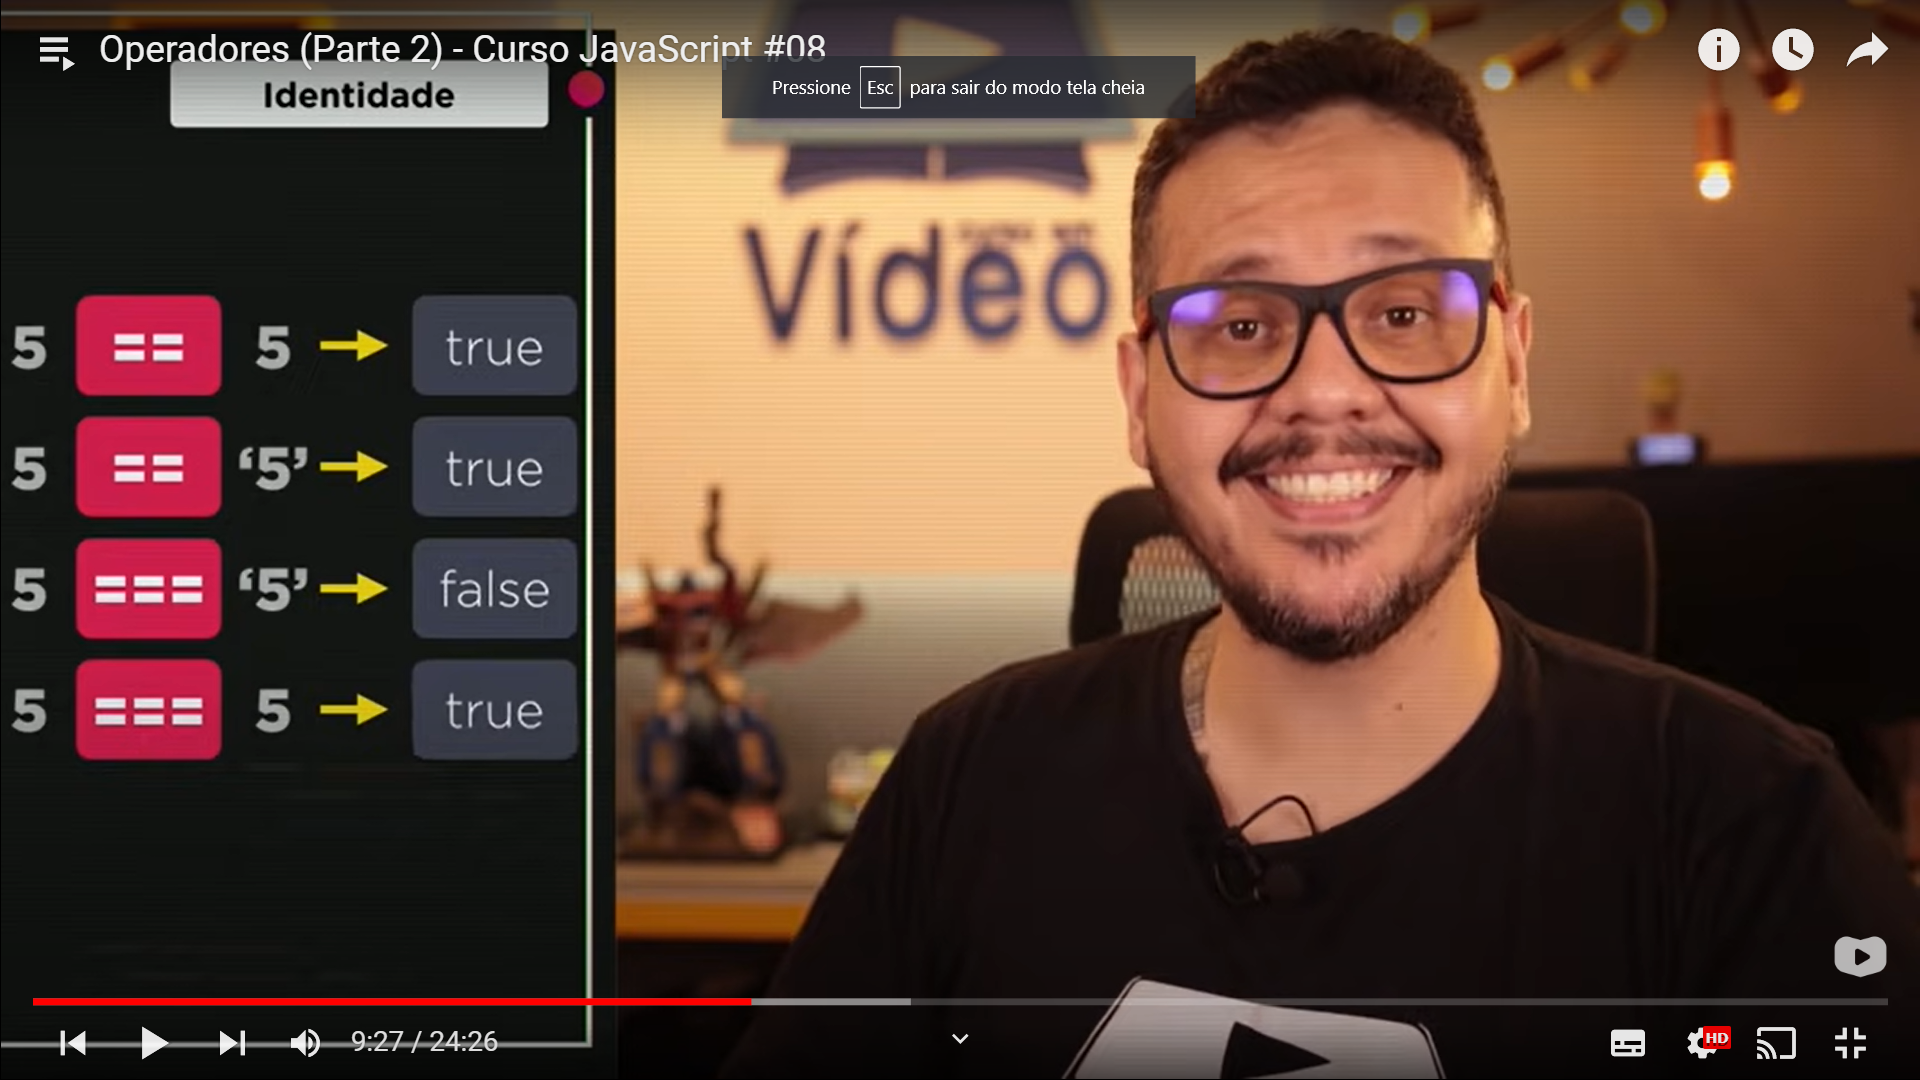 Operadores (Parte 2) - Curso JavaScript #08
Pressione Esc para sair do modo tela cheia
Identidade
Vídeo
5 == 5 true
5 == ‘5’ true
5 === ‘5’ false
5 === 5 true
9:27 / 24:26
HD